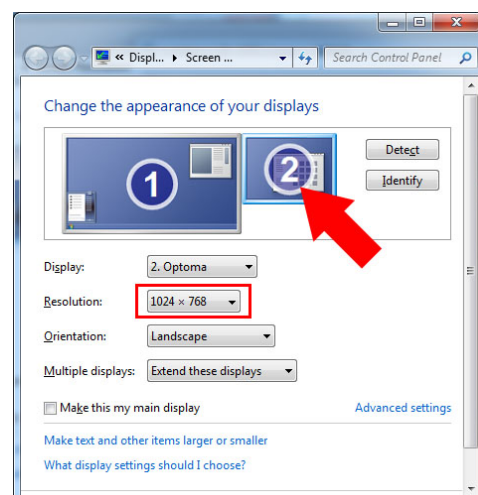 « Displ... ▸ Screen ...
Search Control Panel
Change the appearance of your displays
1
2
Detect
Identify
Display:
2. Optoma
Resolution:
1024 × 768
Orientation:
Landscape
Multiple displays:
Extend these displays
Make this my main display
Advanced settings
Make text and other items larger or smaller
What display settings should I choose?